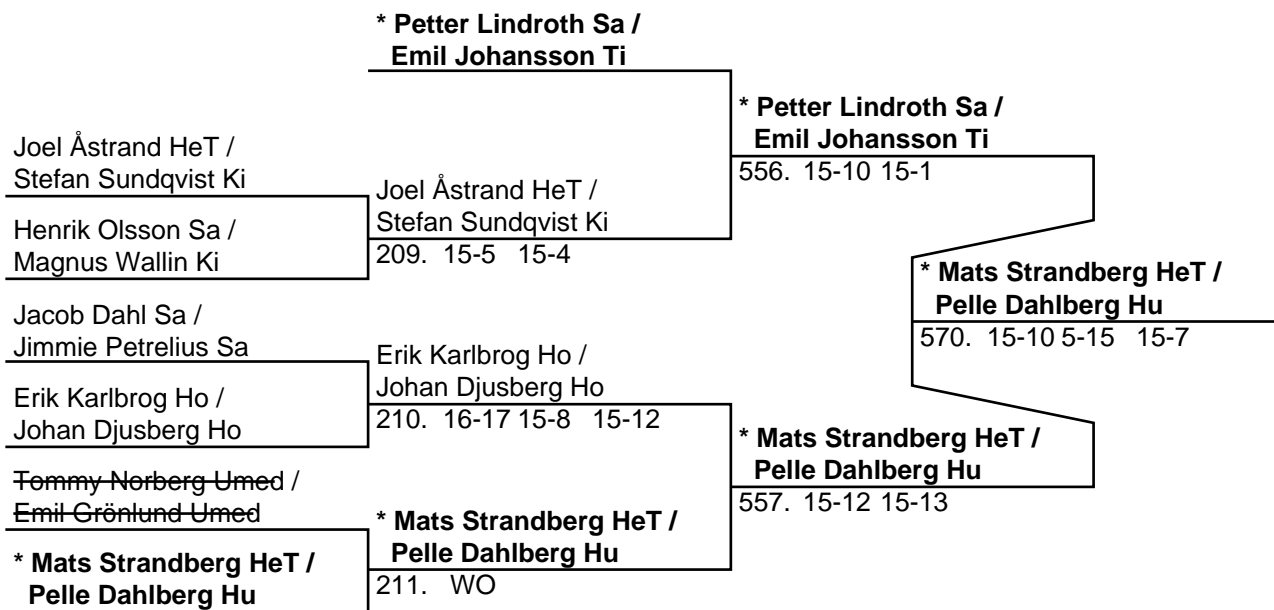 * Petter Lindroth Sa /
Emil Johansson Ti
* Petter Lindroth Sa /
Emil Johansson Ti
556. 15-10 15-1
Joel Åstrand HeT /
Stefan Sundqvist Ki
Joel Åstrand HeT /
Stefan Sundqvist Ki
209. 15-5 15-4
Henrik Olsson Sa /
Magnus Wallin Ki
* Mats Strandberg HeT /
Pelle Dahlberg Hu
570. 15-10 5-15 15-7
Jacob Dahl Sa /
Jimmie Petrelius Sa
Erik Karlbrog Ho /
Johan Djusberg Ho
210. 16-17 15-8 15-12
Erik Karlbrog Ho /
Johan Djusberg Ho
* Mats Strandberg HeT /
Pelle Dahlberg Hu
557. 15-12 15-13
Tommy Norberg Umed /
Emil Grönlund Umed
* Mats Strandberg HeT /
Pelle Dahlberg Hu
211. WO
* Mats Strandberg HeT /
Pelle Dahlberg Hu